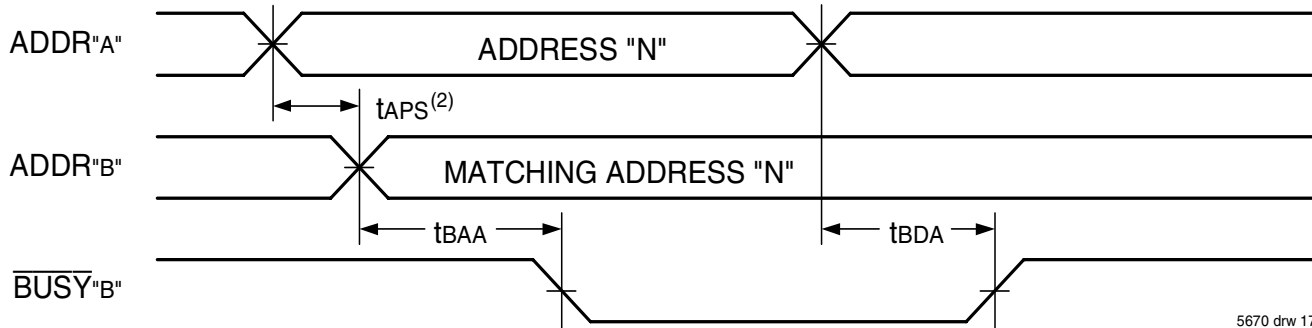 ADDR"A"
ADDRESS "N"
tAPS(2)
ADDR"B"
MATCHING ADDRESS "N"
tBAA
tBDA
BUSY"B"
5670 drw 17